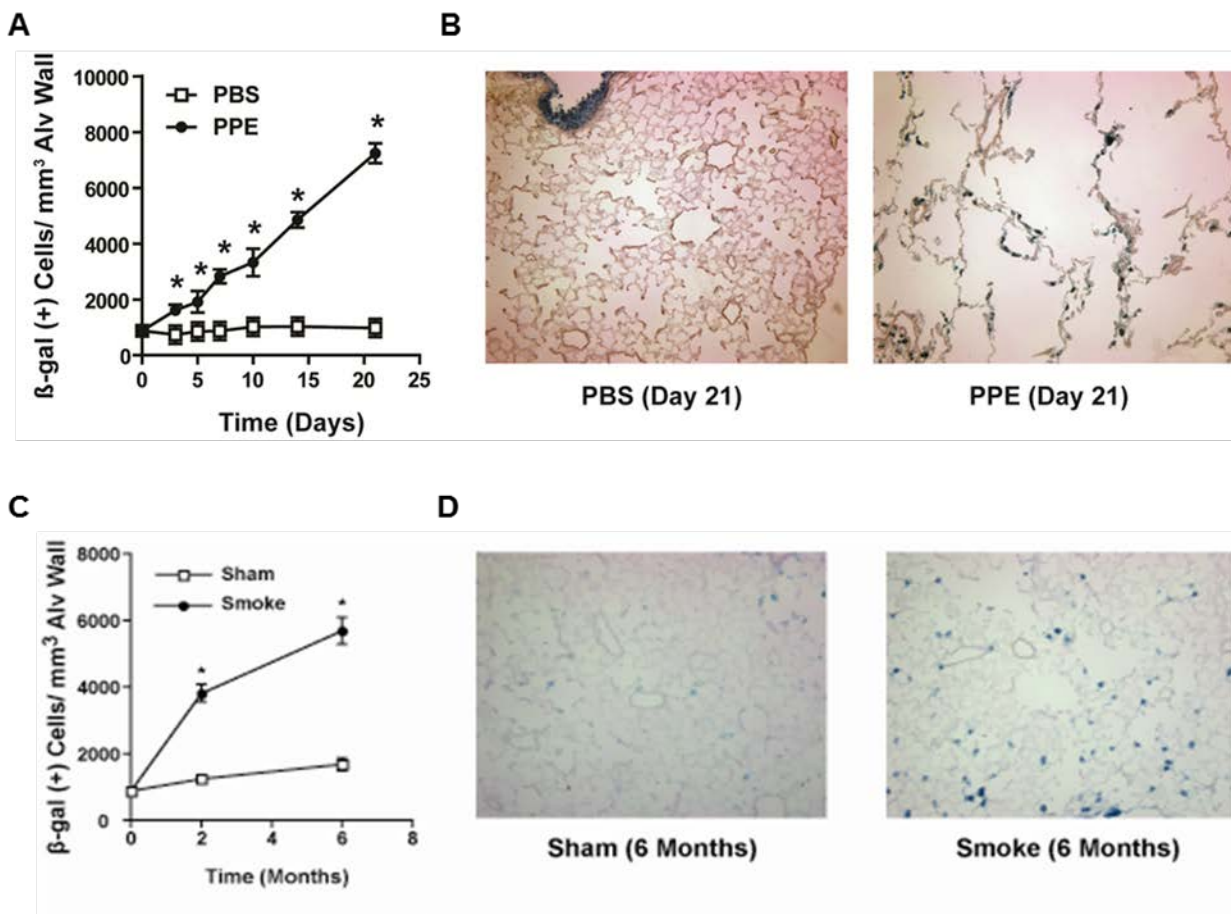 A
B
ß-gal (+) Cells/ mm³ Alv Wall
10000
8000
6000
4000
2000
0
PBS
PPE
*
*
*
*
*
*
0 5 10 15 20 25
Time (Days)
PBS (Day 21)
PPE (Day 21)
C
D
β-gal (+) Cells/ mm³ Alv Wall
8000
6000
4000
2000
0
Sham
Smoke
*
*
0 2 4 6 8
Time (Months)
Sham (6 Months)
Smoke (6 Months)